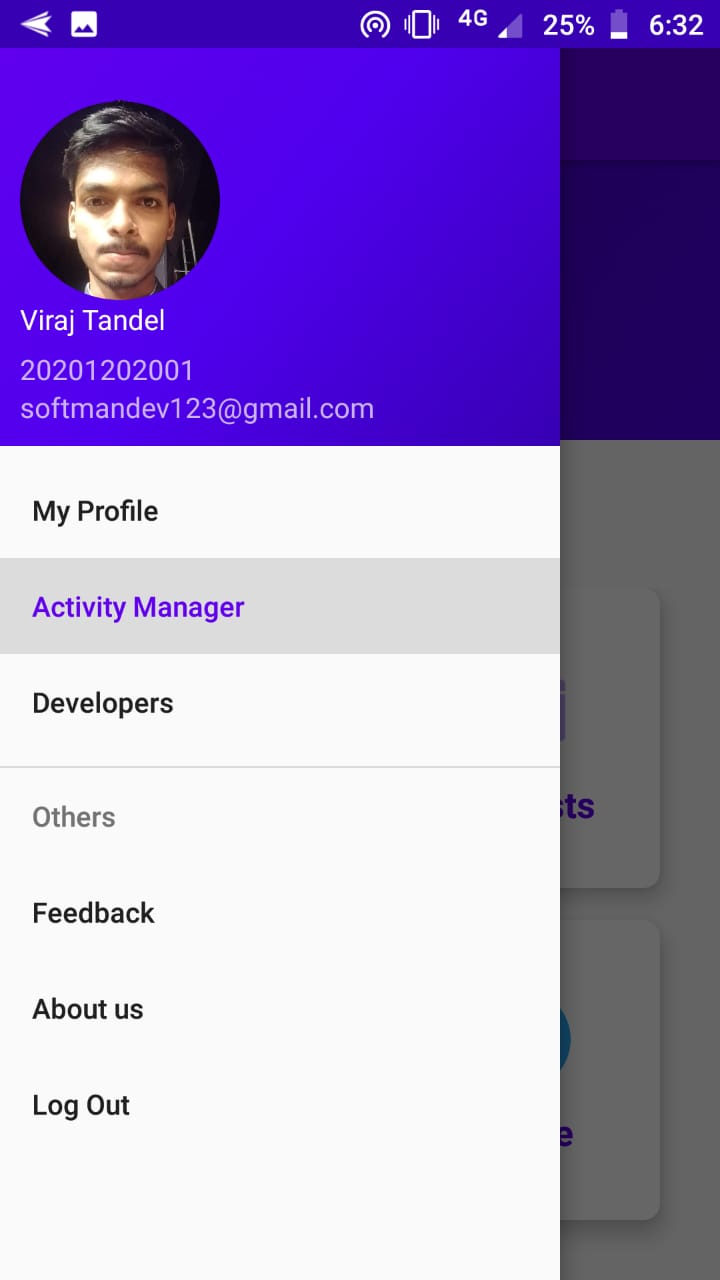 4G 25% 6:32
Viraj Tandel
20201202001
softmandev123@gmail.com
My Profile
Activity Manager
Developers
sts
Others
Feedback
About us
Log Out
e